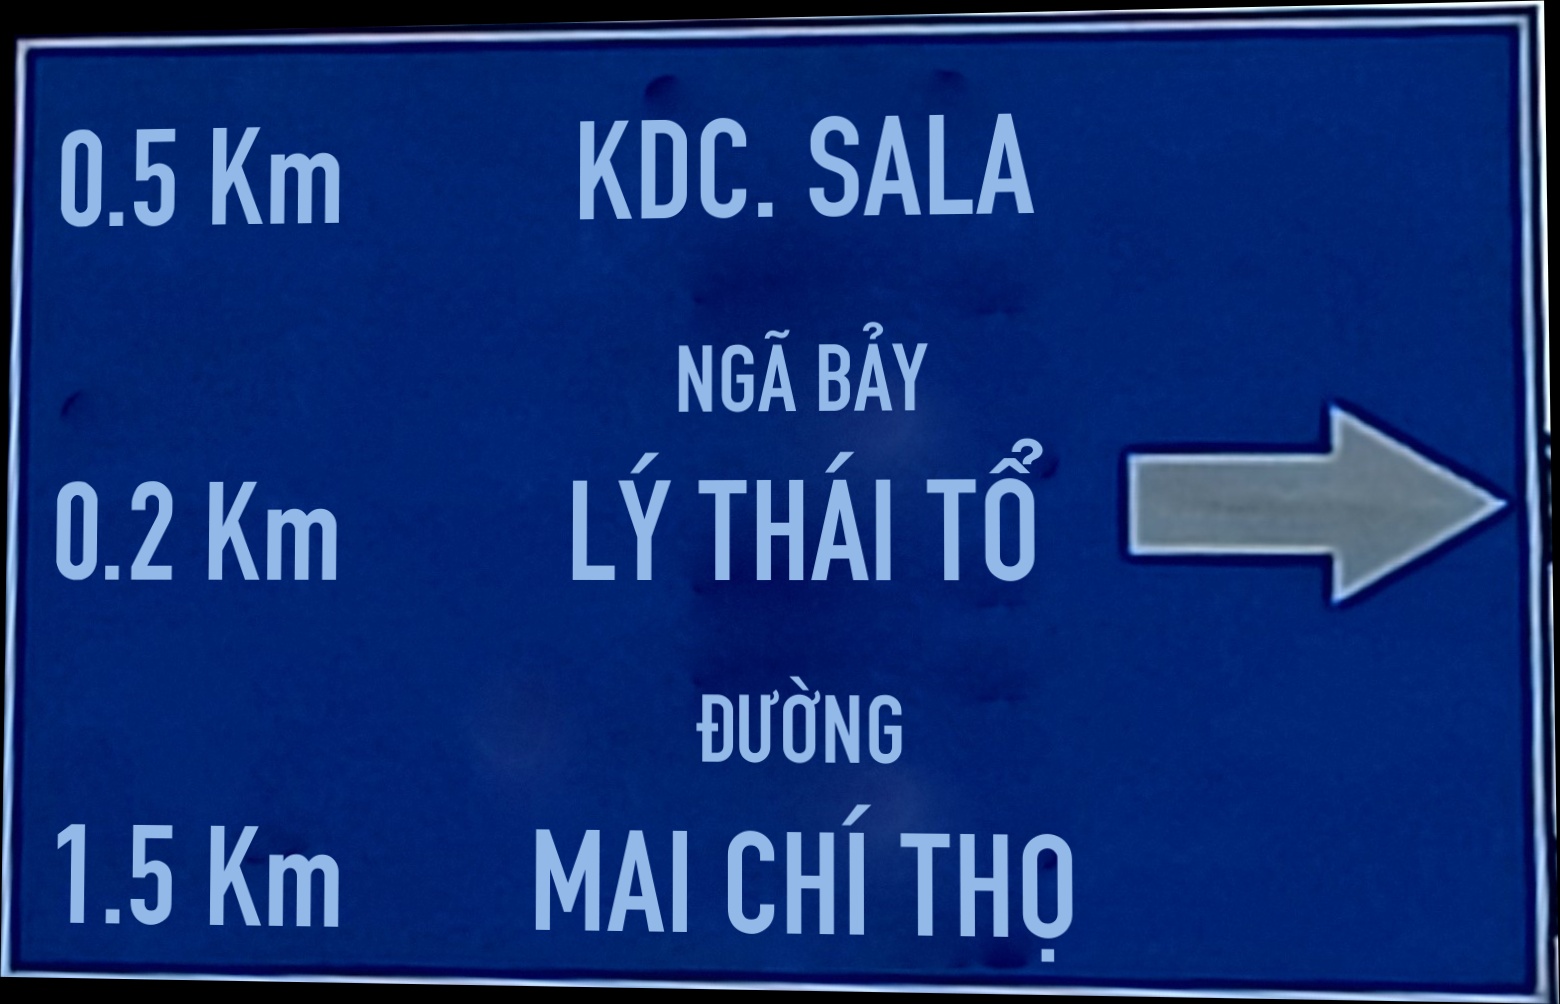 0.5 Km KDC. SALA
NGÃ BẢY
0.2 Km LÝ THÁI TỔ
ĐƯỜNG
1.5 Km MAI CHÍ THỌ